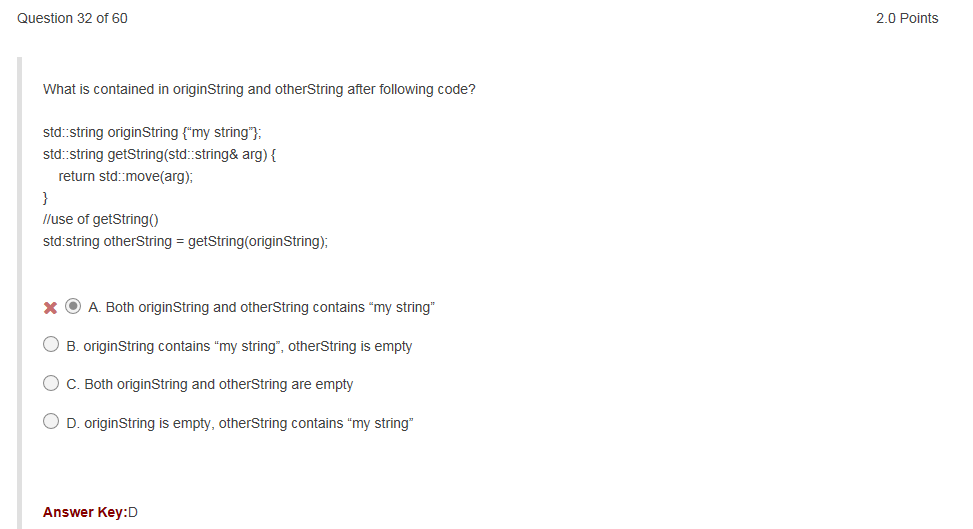 Question 32 of 60
2.0 Points
What is contained in originString and otherString after following code?
std::string originString {“my string”};
std::string getString(std::string& arg) {
return std::move(arg);
}
//use of getString()
std:string otherString = getString(originString);
A. Both originString and otherString contains “my string”
B. originString contains “my string”, otherString is empty
C. Both originString and otherString are empty
D. originString is empty, otherString contains “my string”
Answer Key:D